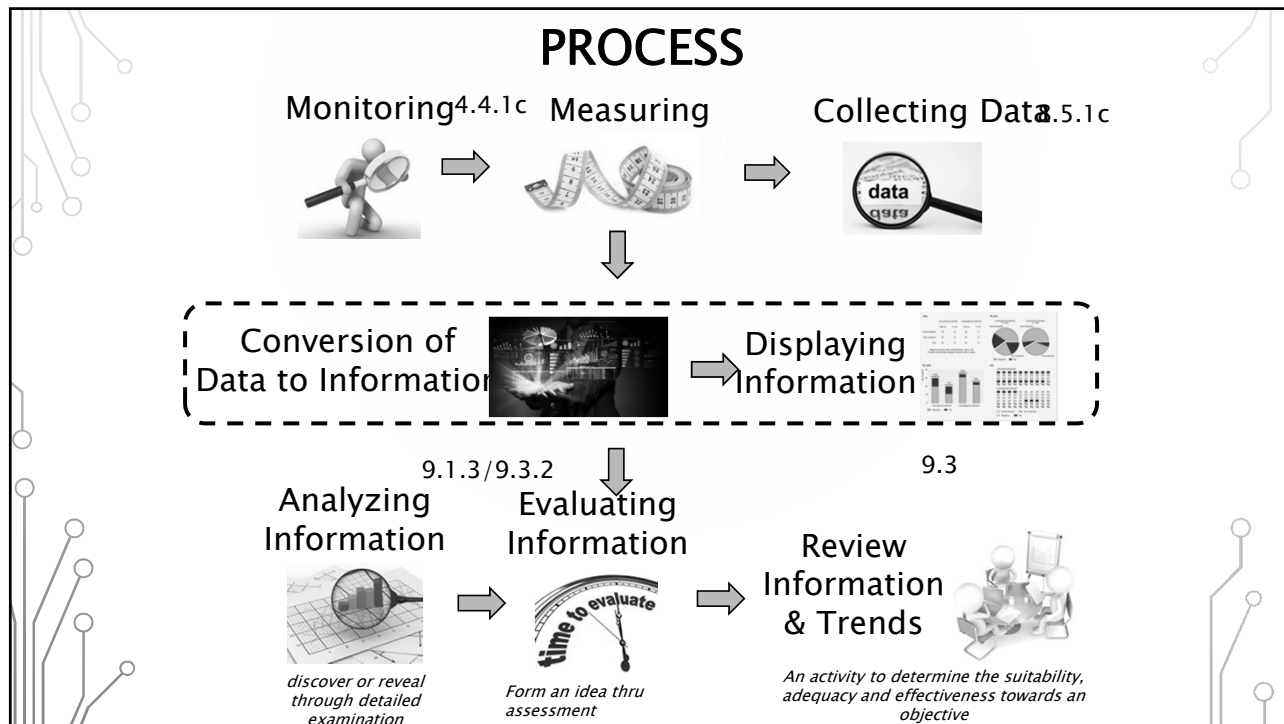 PROCESS
Monitoring 4.4.1c Measuring Collecting Data 8.5.1c
data
Conversion of
Data to Information
Displaying
Information
9.1.3/9.3.2 9.3
Analyzing
Information
Evaluating
Information
Review
Information
& Trends
time to evaluate
discover or reveal
through detailed
examination
Form an idea thru
assessment
An activity to determine the suitability,
adequacy and effectiveness towards an
objective